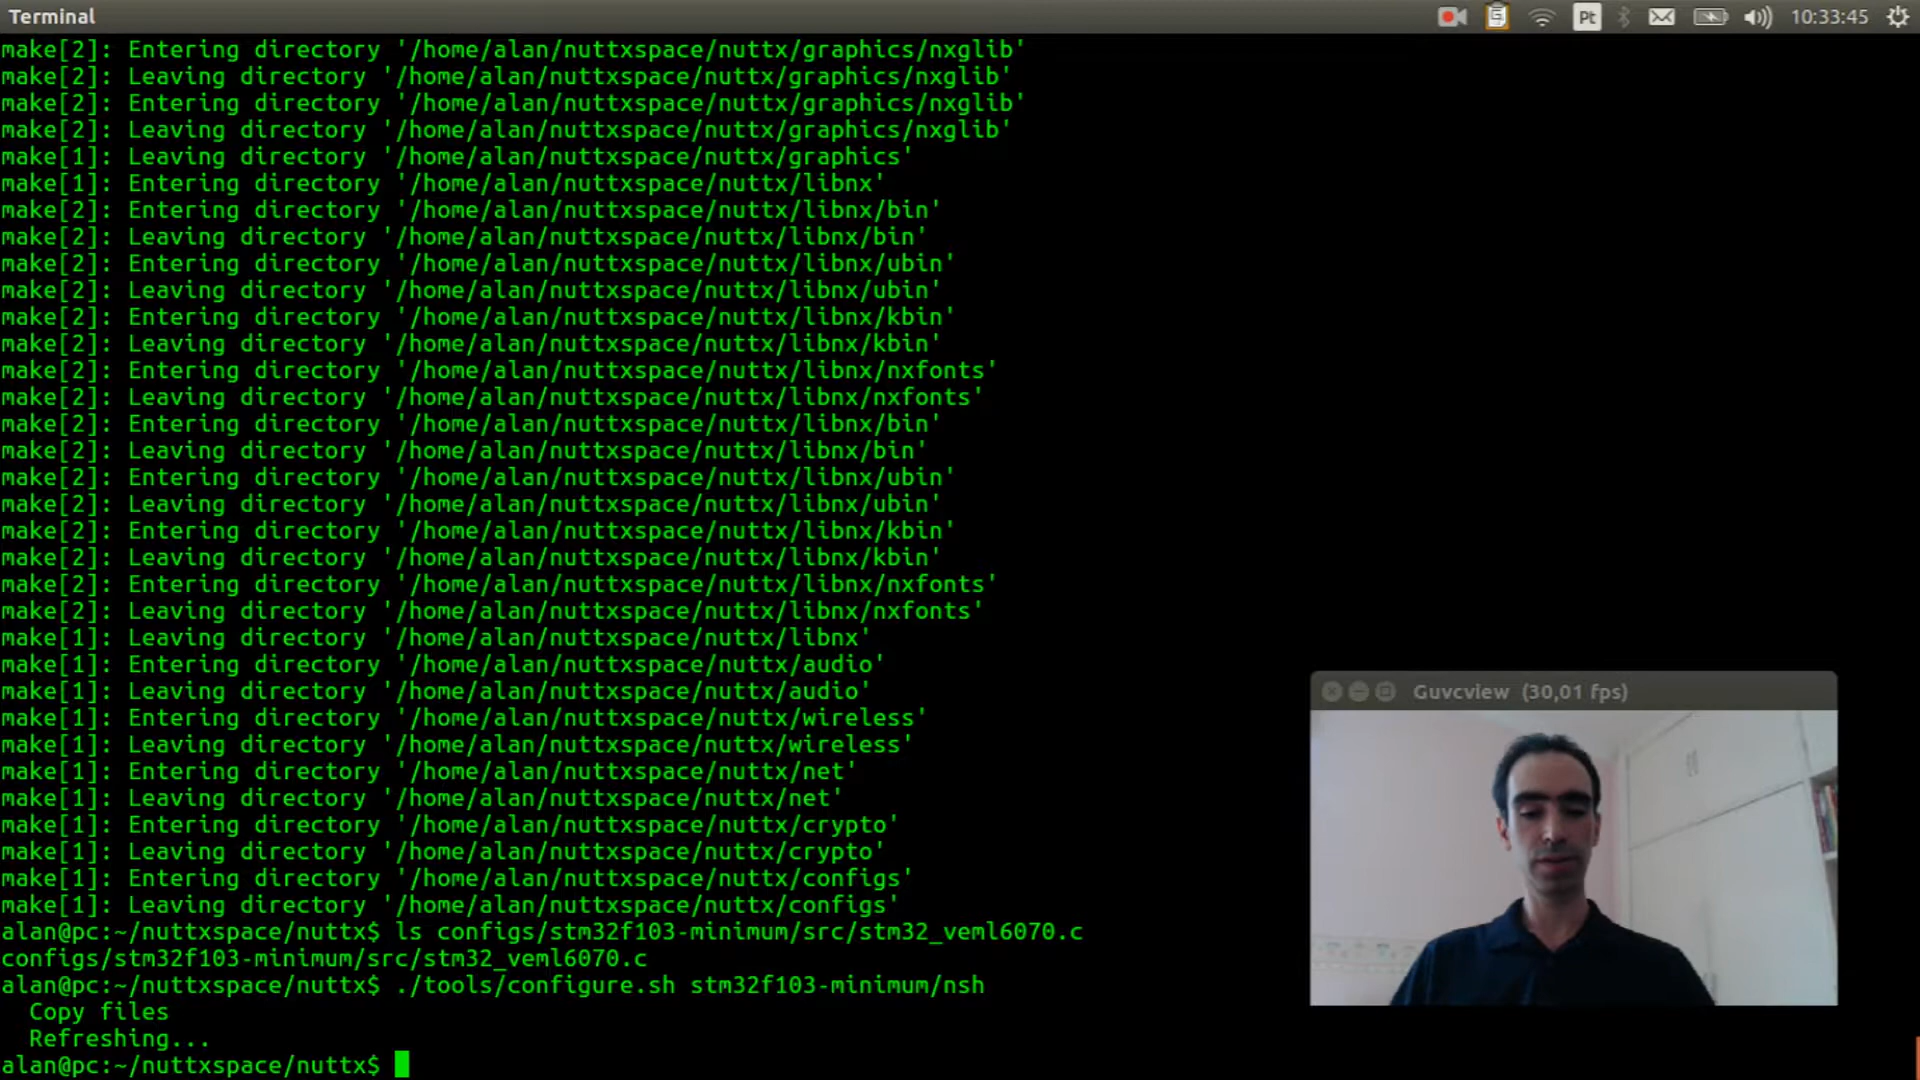 Terminal
Pt
10:33:45
make[2]: Entering directory '/home/alan/nuttxspace/nuttx/graphics/nxglib'
make[2]: Leaving directory '/home/alan/nuttxspace/nuttx/graphics/nxglib'
make[2]: Entering directory '/home/alan/nuttxspace/nuttx/graphics/nxglib'
make[2]: Leaving directory '/home/alan/nuttxspace/nuttx/graphics/nxglib'
make[1]: Leaving directory '/home/alan/nuttxspace/nuttx/graphics'
make[1]: Entering directory '/home/alan/nuttxspace/nuttx/libnx'
make[2]: Entering directory '/home/alan/nuttxspace/nuttx/libnx/bin'
make[2]: Leaving directory '/home/alan/nuttxspace/nuttx/libnx/bin'
make[2]: Entering directory '/home/alan/nuttxspace/nuttx/libnx/ubin'
make[2]: Leaving directory '/home/alan/nuttxspace/nuttx/libnx/ubin'
make[2]: Entering directory '/home/alan/nuttxspace/nuttx/libnx/kbin'
make[2]: Leaving directory '/home/alan/nuttxspace/nuttx/libnx/kbin'
make[2]: Entering directory '/home/alan/nuttxspace/nuttx/libnx/nxfonts'
make[2]: Leaving directory '/home/alan/nuttxspace/nuttx/libnx/nxfonts'
make[2]: Entering directory '/home/alan/nuttxspace/nuttx/libnx/bin'
make[2]: Leaving directory '/home/alan/nuttxspace/nuttx/libnx/bin'
make[2]: Entering directory '/home/alan/nuttxspace/nuttx/libnx/ubin'
make[2]: Leaving directory '/home/alan/nuttxspace/nuttx/libnx/ubin'
make[2]: Entering directory '/home/alan/nuttxspace/nuttx/libnx/kbin'
make[2]: Leaving directory '/home/alan/nuttxspace/nuttx/libnx/kbin'
make[2]: Entering directory '/home/alan/nuttxspace/nuttx/libnx/nxfonts'
make[2]: Leaving directory '/home/alan/nuttxspace/nuttx/libnx/nxfonts'
make[1]: Leaving directory '/home/alan/nuttxspace/nuttx/libnx'
make[1]: Entering directory '/home/alan/nuttxspace/nuttx/audio'
make[1]: Leaving directory '/home/alan/nuttxspace/nuttx/audio'
make[1]: Entering directory '/home/alan/nuttxspace/nuttx/wireless'
make[1]: Leaving directory '/home/alan/nuttxspace/nuttx/wireless'
make[1]: Entering directory '/home/alan/nuttxspace/nuttx/net'
make[1]: Leaving directory '/home/alan/nuttxspace/nuttx/net'
make[1]: Entering directory '/home/alan/nuttxspace/nuttx/crypto'
make[1]: Leaving directory '/home/alan/nuttxspace/nuttx/crypto'
make[1]: Entering directory '/home/alan/nuttxspace/nuttx/configs'
make[1]: Leaving directory '/home/alan/nuttxspace/nuttx/configs'
alan@pc:~/nuttxspace/nuttx$ ls configs/stm32f103-minimum/src/stm32_veml6070.c
configs/stm32f103-minimum/src/stm32_veml6070.c
alan@pc:~/nuttxspace/nuttx$ ./tools/configure.sh stm32f103-minimum/nsh
Copy files
Refreshing...
alan@pc:~/nuttxspace/nuttx$
Guvcview (30,01 fps)